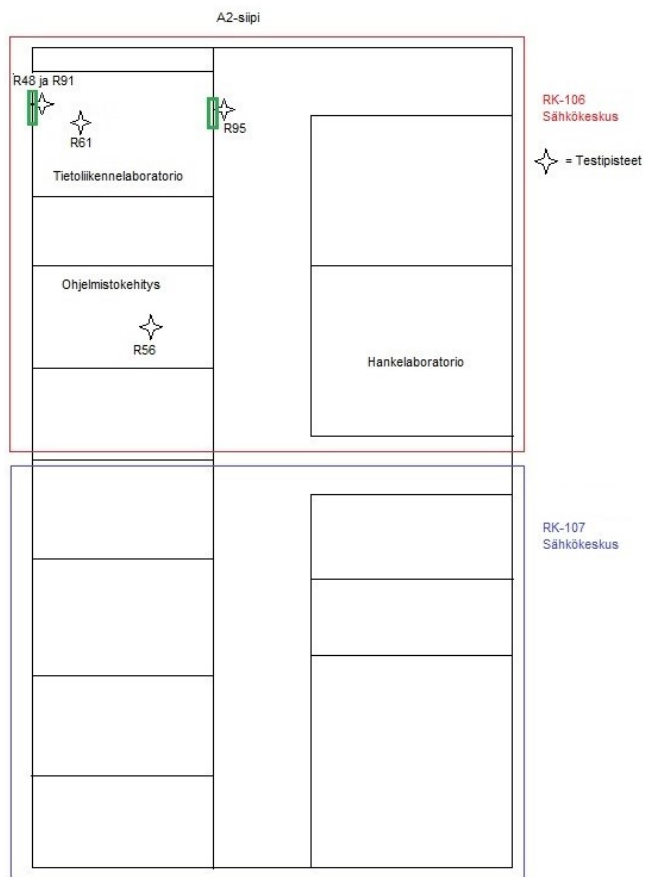 A2-siipi
R48 ja R91
RK-106
Sähkökeskus
R95
R61
= Testipisteet
Tietoliikennelaboratorio
Ohjelmistokehitys
R56
Hankelaboratorio
RK-107
Sähkökeskus